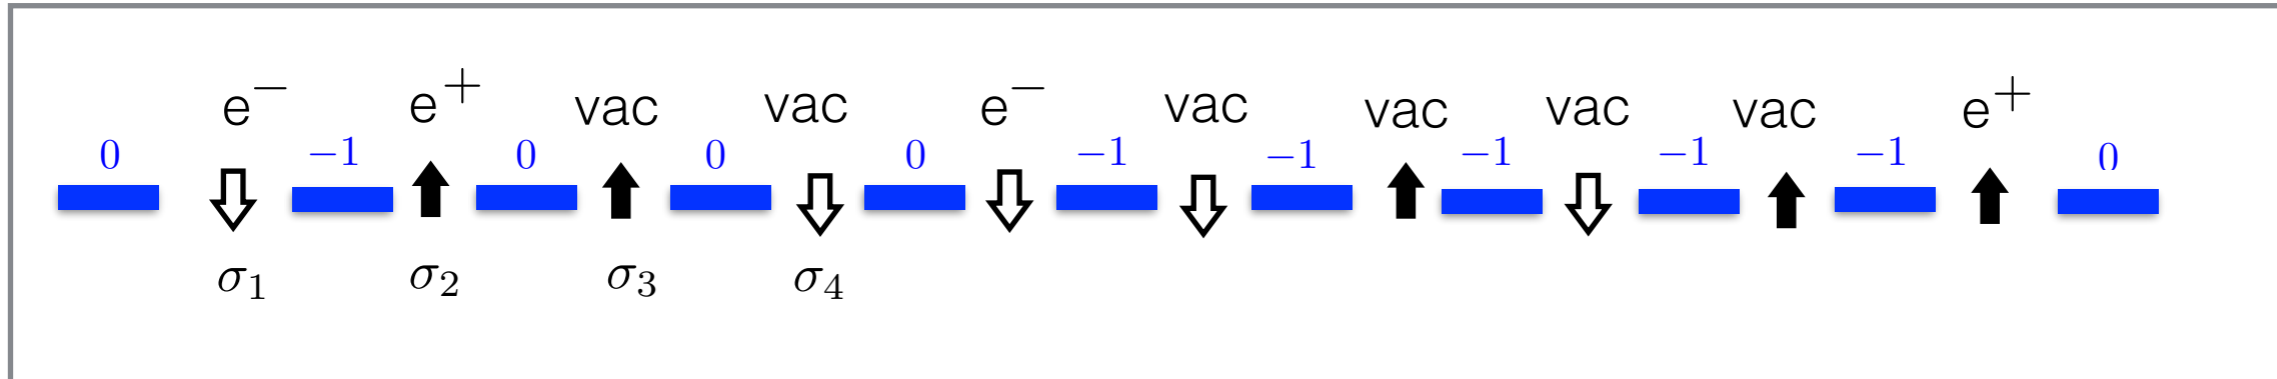 e⁻ e⁺ vac vac e⁻ vac vac vac vac e⁺
0 −1 0 0 0 −1 −1 −1 −1 −1 0
σ₁ σ₂ σ₃ σ₄